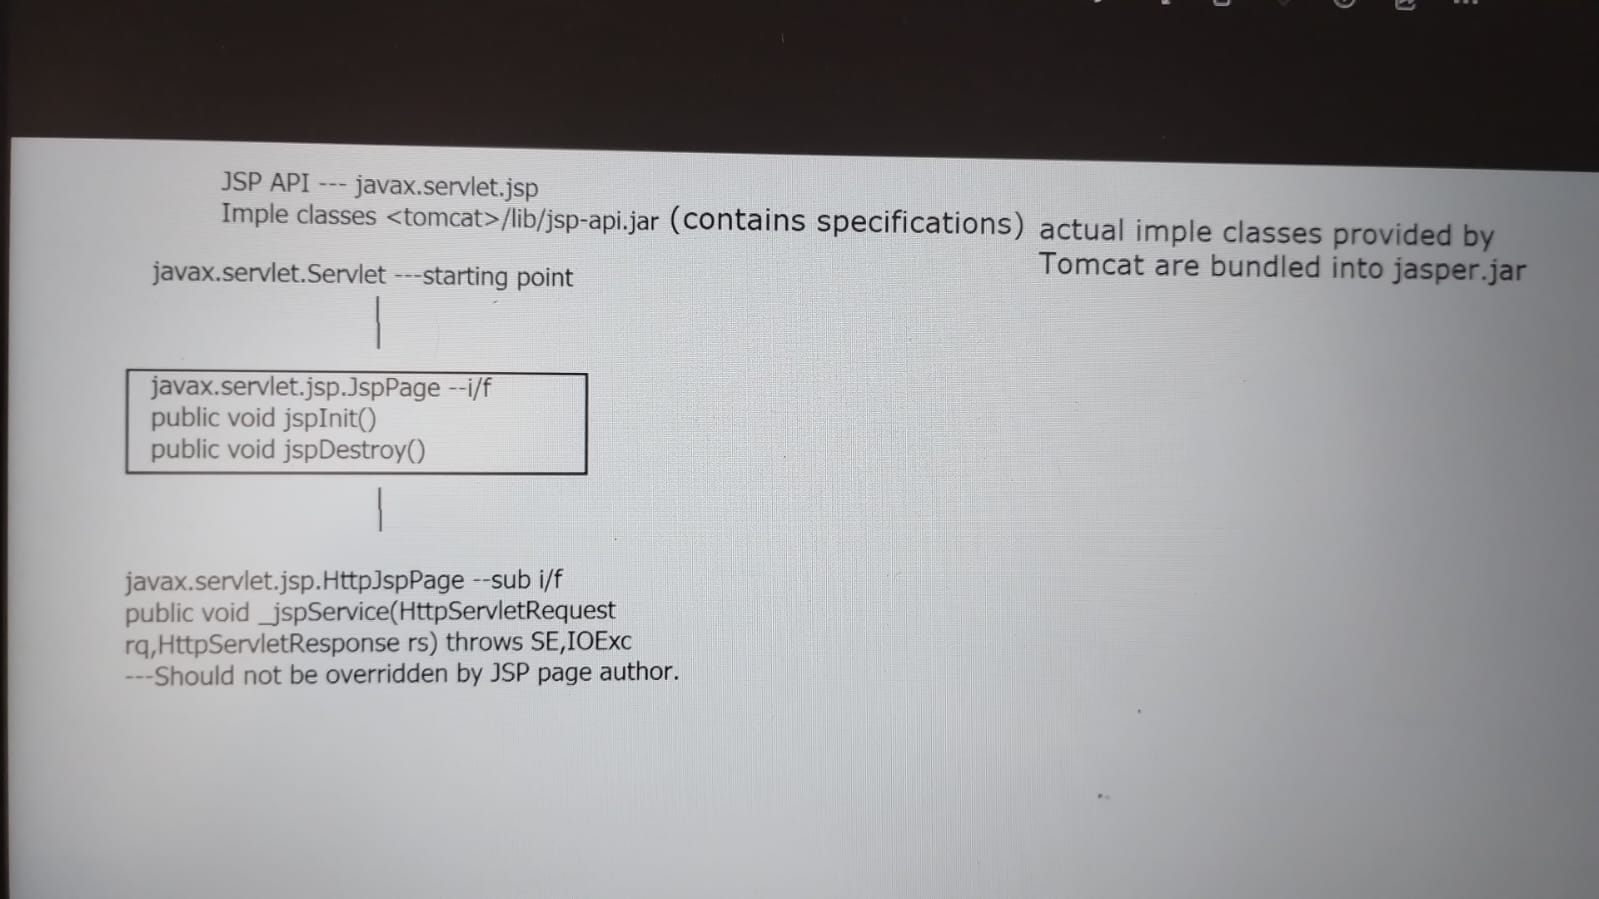 JSP API --- javax.servlet.jsp
Imple classes <tomcat>/lib/jsp-api.jar (contains specifications) actual imple classes provided by
Tomcat are bundled into jasper.jar
javax.servlet.Servlet ---starting point
javax.servlet.jsp.JspPage --i/f
public void jspInit()
public void jspDestroy()
javax.servlet.jsp.HttpJspPage --sub i/f
public void _jspService(HttpServletRequest
rq,HttpServletResponse rs) throws SE,IOExc
---Should not be overridden by JSP page author.